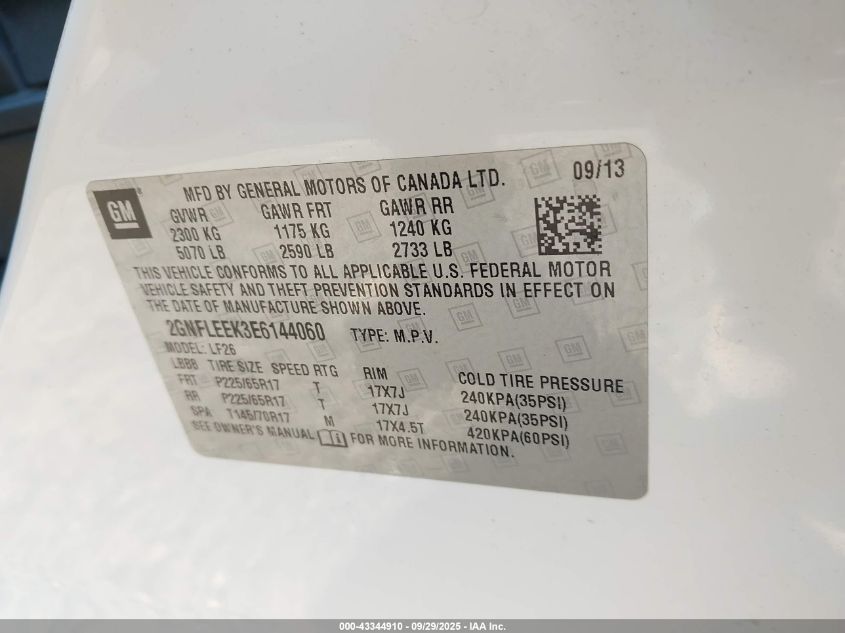 GM
MFD BY GENERAL MOTORS OF CANADA LTD. 09/13
GVWR GAWR FRT GAWR RR
2300 KG 1175 KG 1240 KG
5070 LB 2590 LB 2733 LB
THIS VEHICLE CONFORMS TO ALL APPLICABLE U.S. FEDERAL MOTOR
VEHICLE SAFETY AND THEFT PREVENTION STANDARDS IN EFFECT ON
THE DATE OF MANUFACTURE SHOWN ABOVE.
2GNFLEEK3E6144060 TYPE: M.P.V.
MODEL: LF26
LBBB TIRE SIZE SPEED RTG RIM COLD TIRE PRESSURE
FRT P225/65R17 T 17X7J 240KPA(35PSI)
RR P225/65R17 T 17X7J 240KPA(35PSI)
SPA T145/70R17 M 17X4.5T 420KPA(60PSI)
SEE OWNER'S MANUAL FOR MORE INFORMATION.
000-43344910 - 09/29/2025 - IAA Inc.